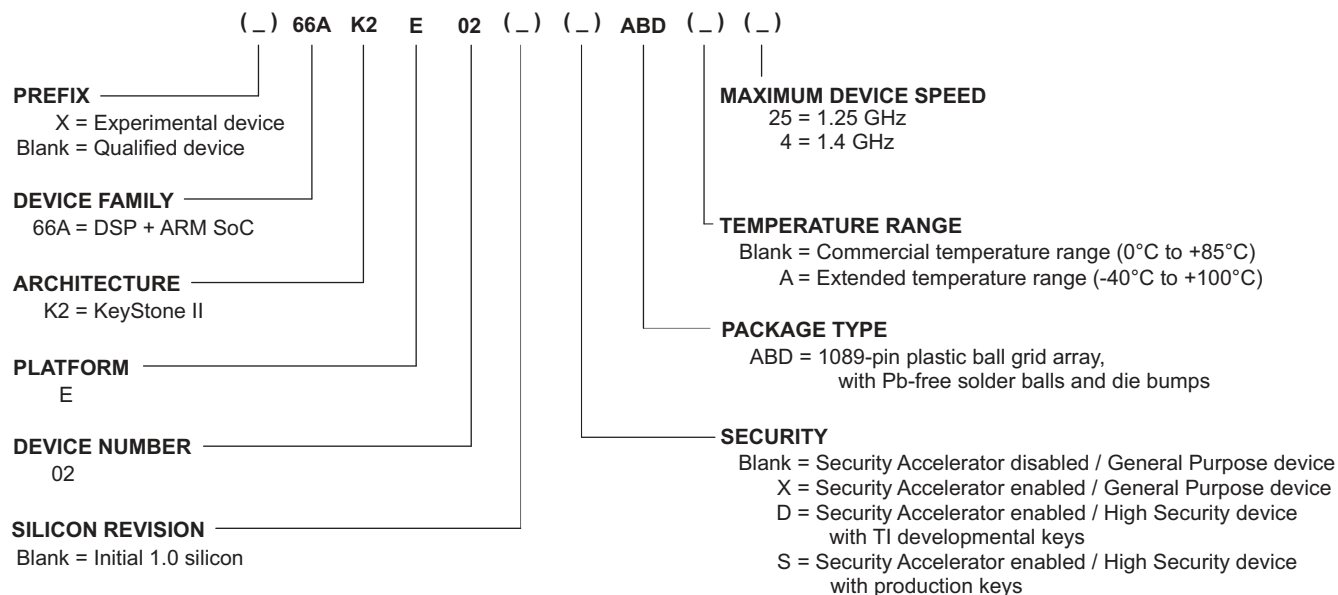 ( _ ) 66A K2 E 02 ( _ ) ( _ ) ABD ( _ ) ( _ )
PREFIX
X = Experimental device
Blank = Qualified device
DEVICE FAMILY
66A = DSP + ARM SoC
ARCHITECTURE
K2 = KeyStone II
PLATFORM
E
DEVICE NUMBER
02
SILICON REVISION
Blank = Initial 1.0 silicon
MAXIMUM DEVICE SPEED
25 = 1.25 GHz
4 = 1.4 GHz
TEMPERATURE RANGE
Blank = Commercial temperature range (0°C to +85°C)
A = Extended temperature range (-40°C to +100°C)
PACKAGE TYPE
ABD = 1089-pin plastic ball grid array,
with Pb-free solder balls and die bumps
SECURITY
Blank = Security Accelerator disabled / General Purpose device
X = Security Accelerator enabled / General Purpose device
D = Security Accelerator enabled / High Security device
with TI developmental keys
S = Security Accelerator enabled / High Security device
with production keys